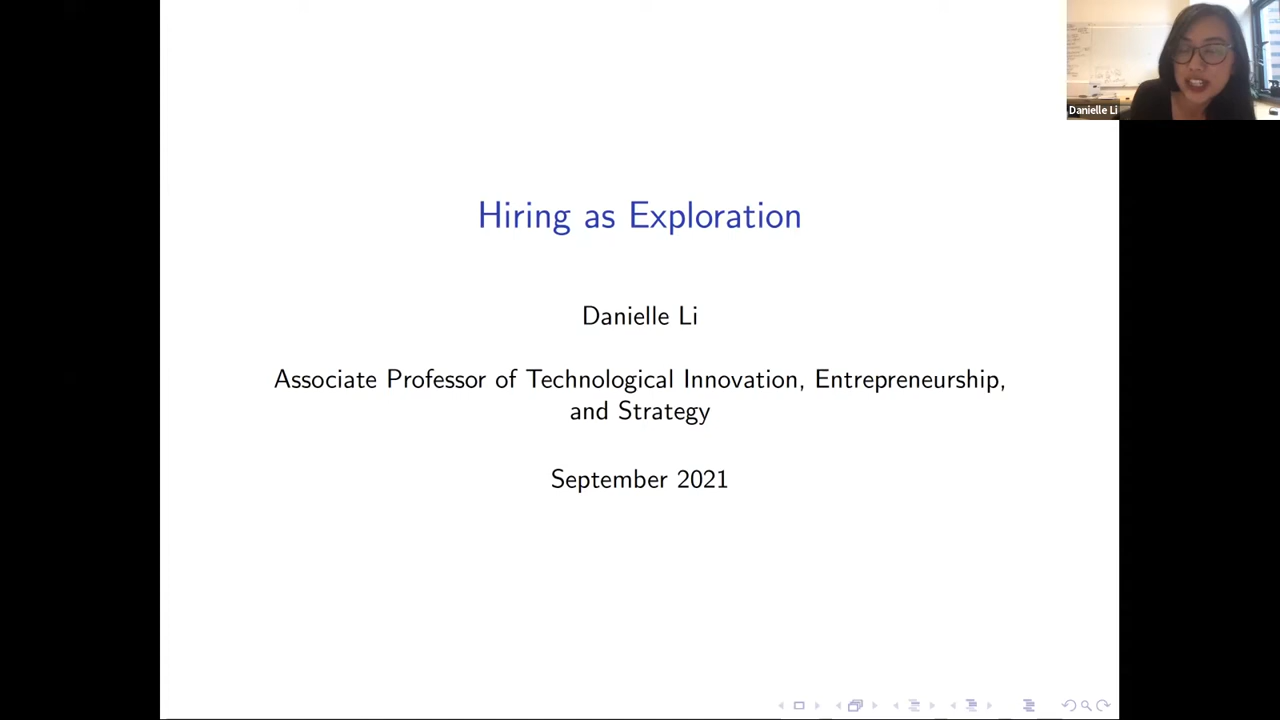 Hiring as Exploration
Danielle Li
Associate Professor of Technological Innovation, Entrepreneurship,
and Strategy
September 2021
Danielle Li